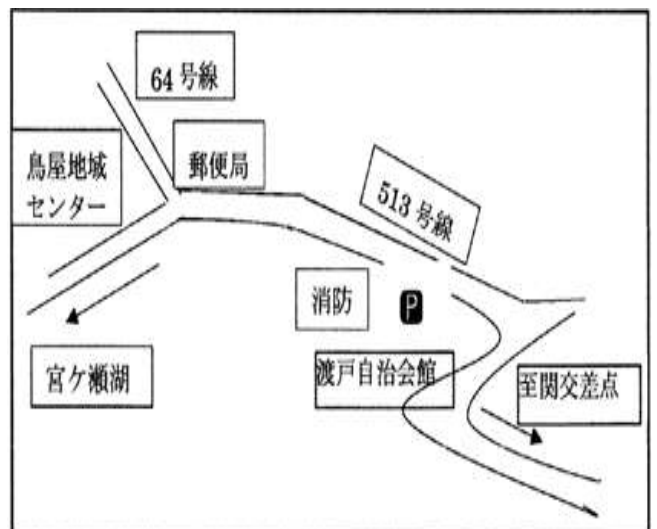 64号線
鳥屋地域
センター
郵便局
513号線
消防
P
宮ケ瀬湖
渡戸自治会館
至関交差点